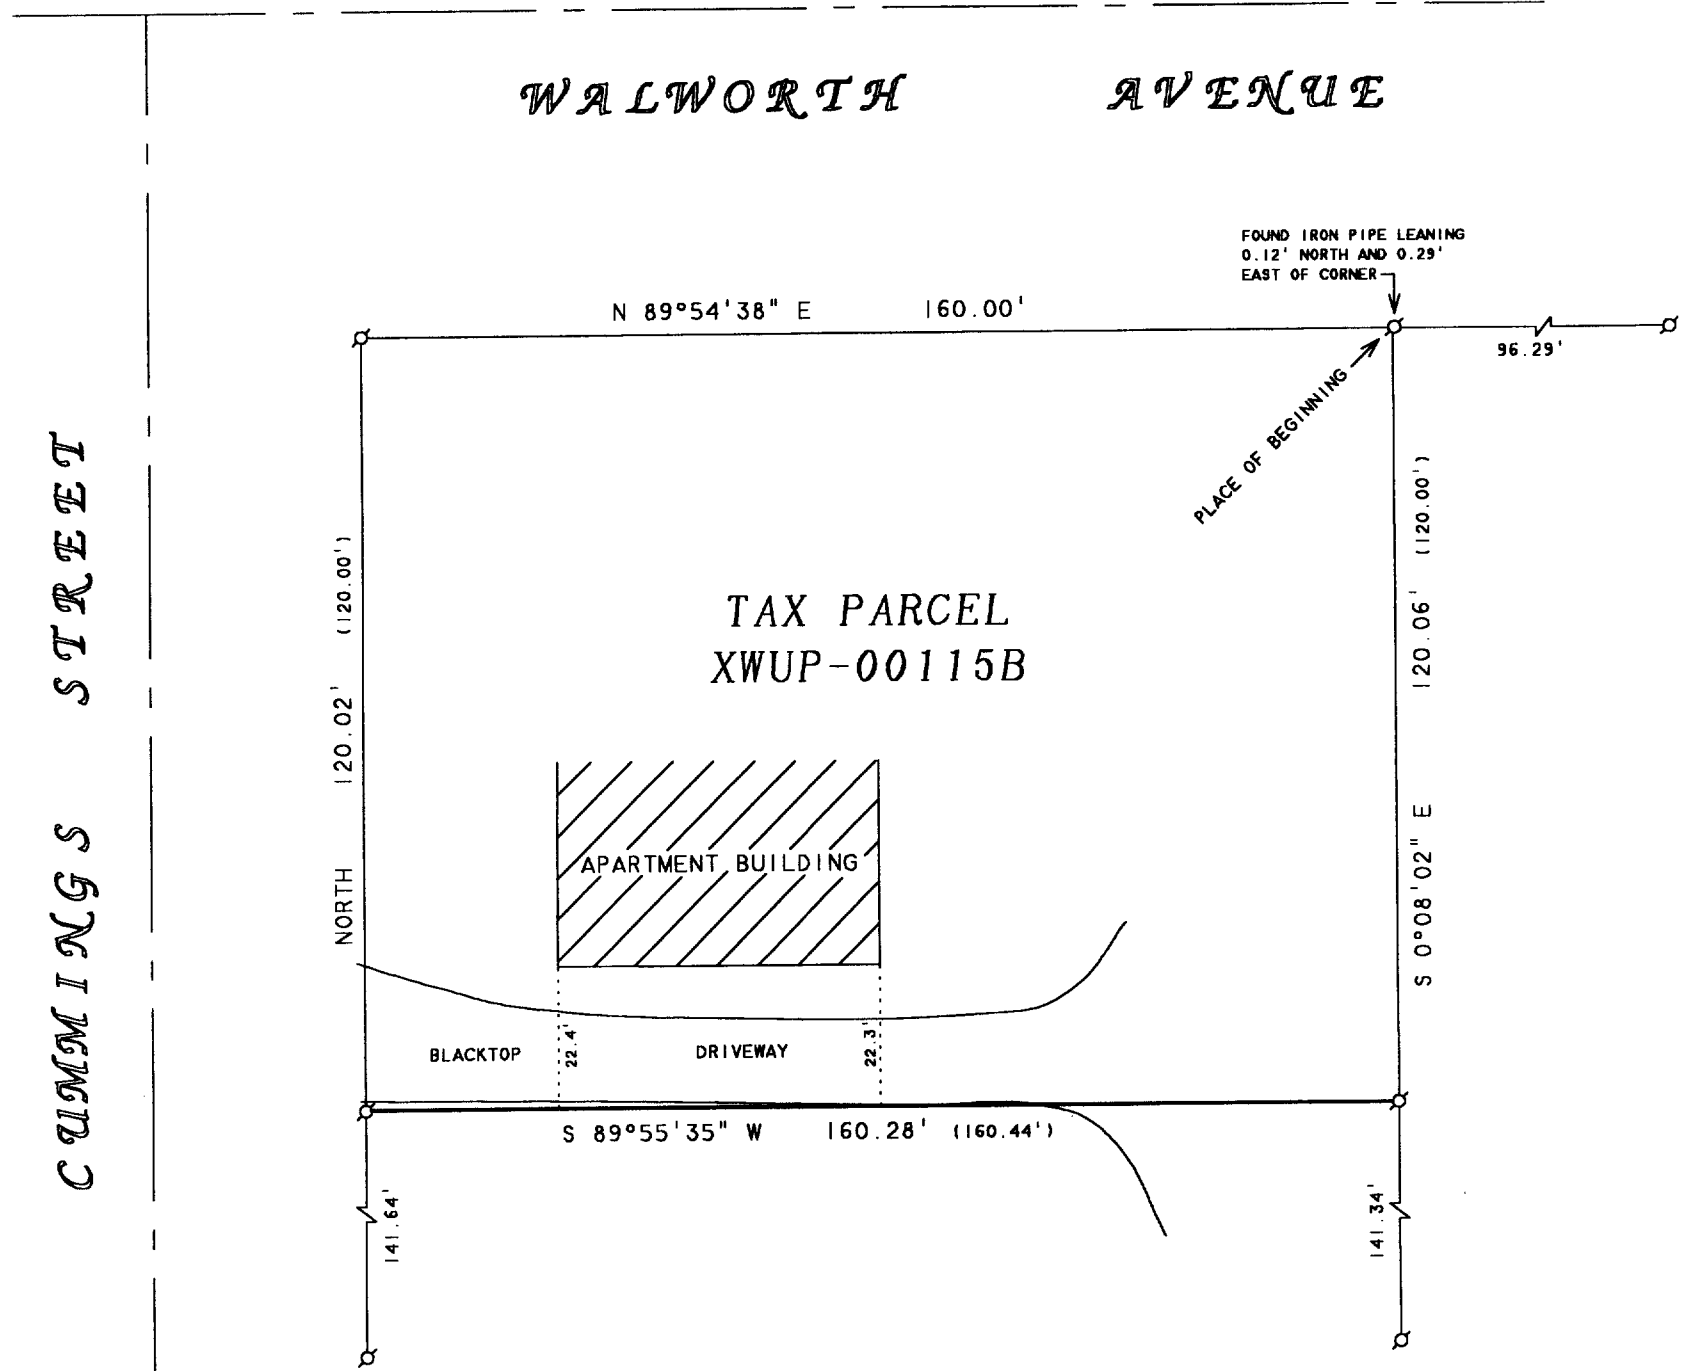 WALWORTH AVENUE
FOUND IRON PIPE LEANING
0.12' NORTH AND 0.29'
EAST OF CORNER
N 89°54'38" E 160.00'
96.29'
PLACE OF BEGINNING
CUMMINGS STREET
NORTH 120.02' (120.00')
S 0°08'02" E 120.06' (120.00')
TAX PARCEL
XWUP-00115B
APARTMENT BUILDING
BLACKTOP
22.4'
DRIVEWAY
22.3'
S 89°55'35" W 160.28' (160.44')
141.64'
141.34'